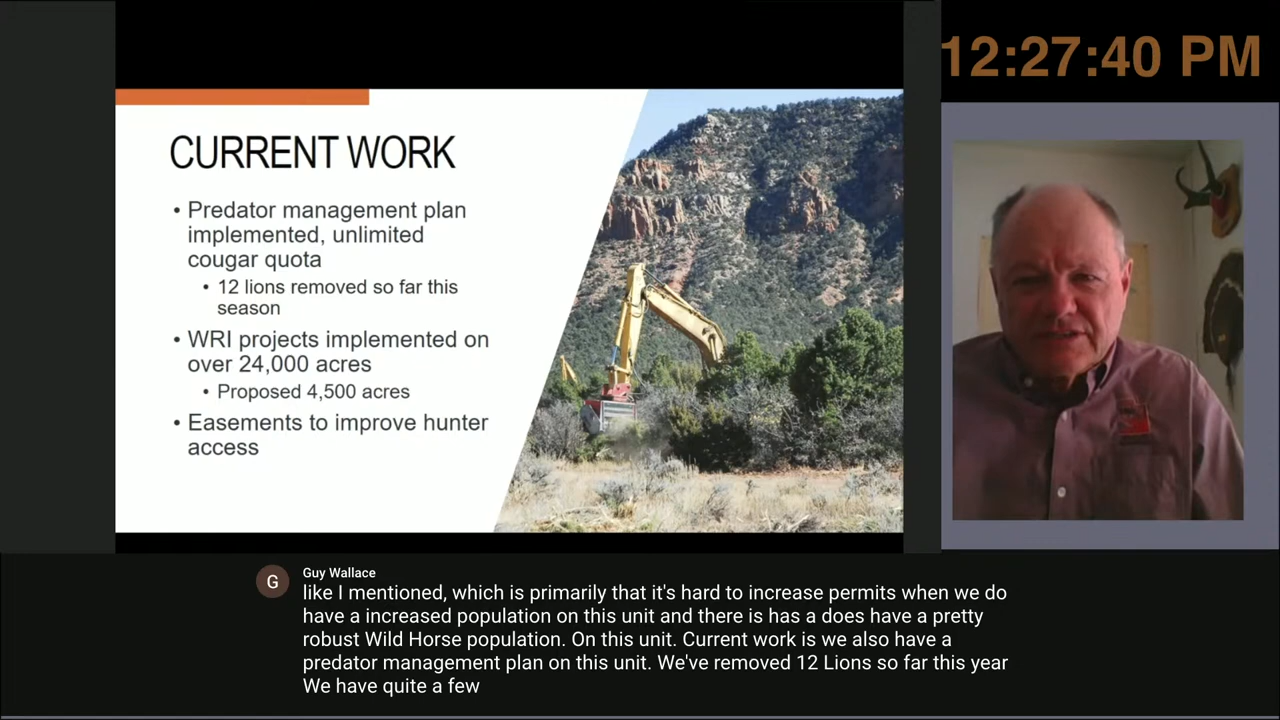 12:27:40 PM
CURRENT WORK
• Predator management plan
implemented, unlimited
cougar quota
• 12 lions removed so far this
season
• WRI projects implemented on
over 24,000 acres
• Proposed 4,500 acres
• Easements to improve hunter
access
G
Guy Wallace
like I mentioned, which is primarily that it's hard to increase permits when we do
have a increased population on this unit and there is has a does have a pretty
robust Wild Horse population. On this unit. Current work is we also have a
predator management plan on this unit. We've removed 12 Lions so far this year
We have quite a few